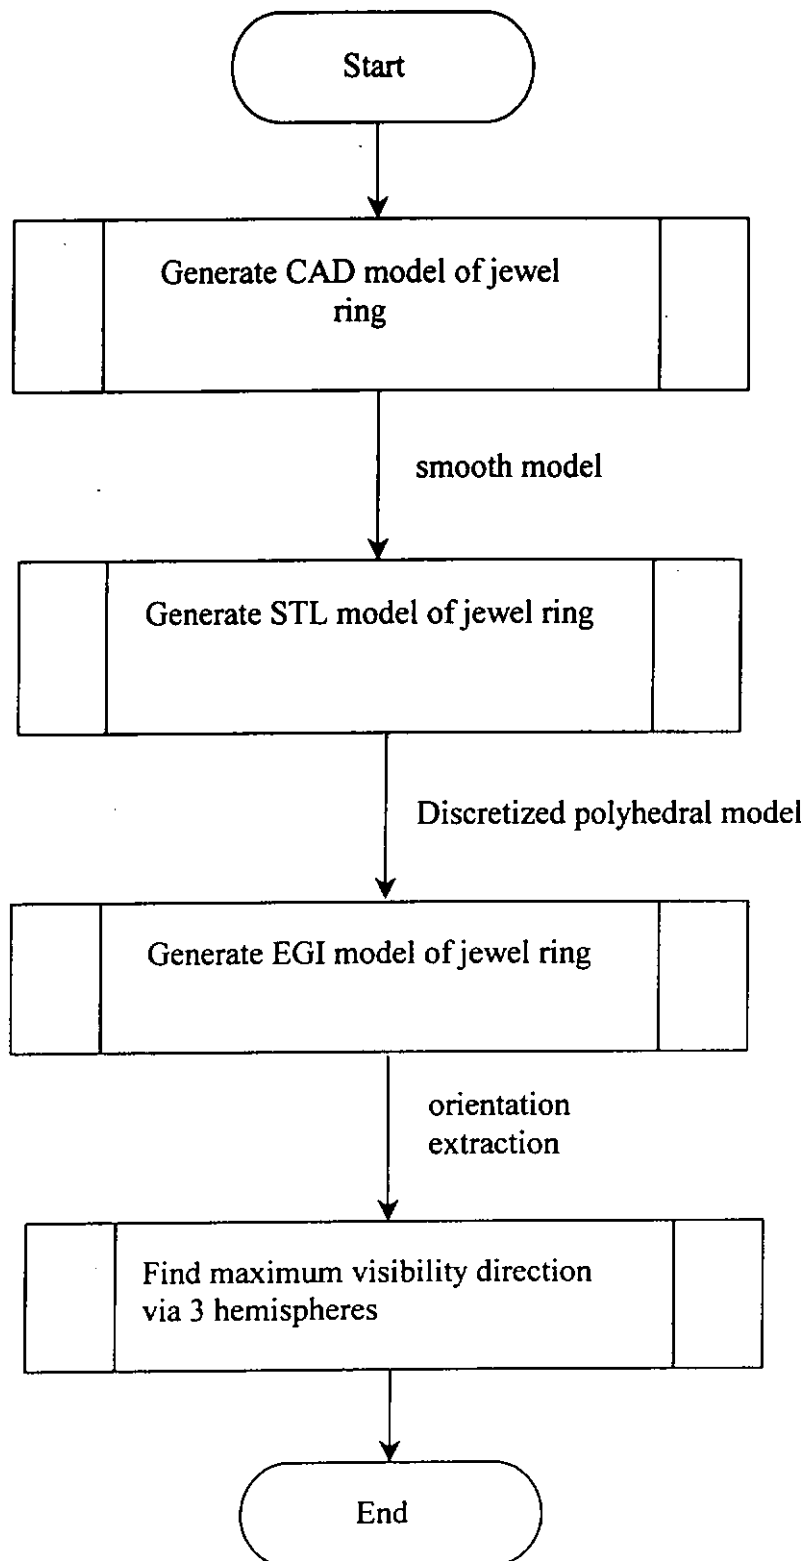 Start
Generate CAD model of jewel
ring
smooth model
Generate STL model of jewel ring
Discretized polyhedral model
Generate EGI model of jewel ring
orientation
extraction
Find maximum visibility direction
via 3 hemispheres
End